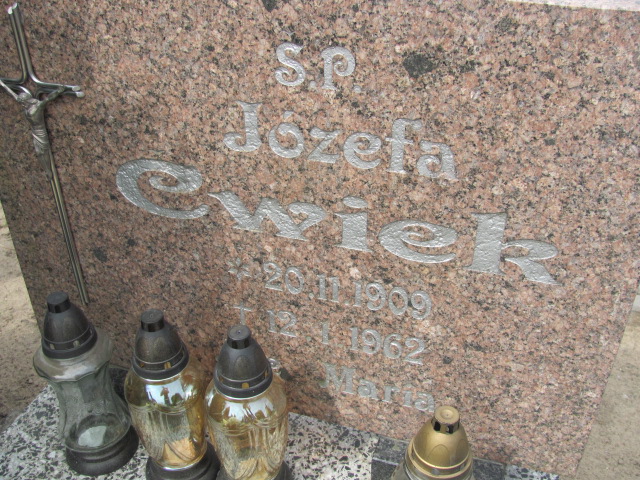 Ś.P.
Józefa
Cwiek
* 20.11.1909
† 12.1.1962
Maria